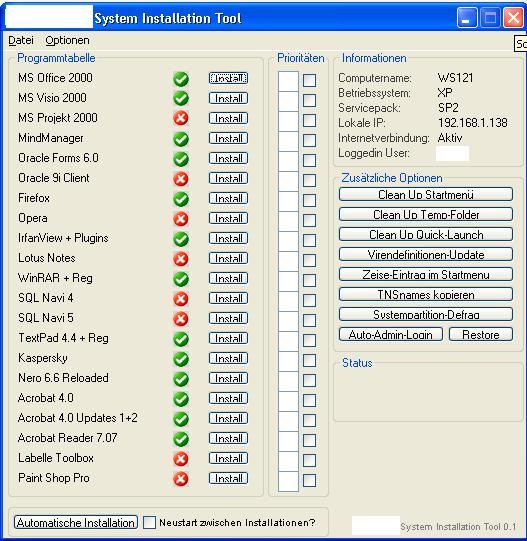 System Installation Tool
Datei Optionen
Programmtabelle
MS Office 2000 Install
MS Visio 2000 Install
MS Projekt 2000 Install
MindManager Install
Oracle Forms 6.0 Install
Oracle 9i Client Install
Firefox Install
Opera Install
IrfanView + Plugins Install
Lotus Notes Install
WinRAR + Reg Install
SQL Navi 4 Install
SQL Navi 5 Install
TextPad 4.4 + Reg Install
Kaspersky Install
Nero 6.6 Reloaded Install
Acrobat 4.0 Install
Acrobat 4.0 Updates 1+2 Install
Acrobat Reader 7.07 Install
Labelle Toolbox Install
Paint Shop Pro Install
Prioritäten
Informationen
Computername: WS121
Betriebssystem: XP
Servicepack: SP2
Lokale IP: 192.168.1.138
Internetverbindung: Aktiv
Loggedin User:
Zusätzliche Optionen
Clean Up Startmenü
Clean Up Temp-Folder
Clean Up Quick-Launch
Virendefinitionen-Update
Zeise-Eintrag im Startmenu
TNSnames kopieren
Systempartition-Defrag
Auto-Admin-Login Restore
Status
Automatische Installation Neustart zwischen Installationen?
System Installation Tool 0.1